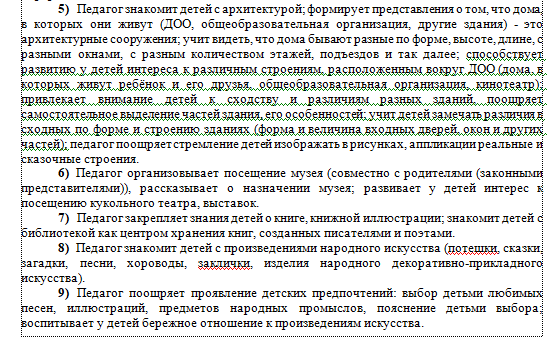 5) Педагог знакомит детей с архитектурой; формирует представления о том, что дома,
в которых они живут (ДОО, общеобразовательная организация, другие здания) - это
архитектурные сооружения; учит видеть, что дома бывают разные по форме, высоте, длине, с
разными окнами, с разным количеством этажей, подъездов и так далее; способствует
развитию у детей интереса к различным строениям, расположенным вокруг ДОО (дома, в
которых живут ребёнок и его друзья, общеобразовательная организация, кинотеатр);
привлекает внимание детей к сходству и различиям разных зданий, поощряет
самостоятельное выделение частей здания, его особенностей; учит детей замечать различия в
сходных по форме и строению зданиях (форма и величина входных дверей, окон и других
частей); педагог поощряет стремление детей изображать в рисунках, аппликации реальные и
сказочные строения.
6) Педагог организовывает посещение музея (совместно с родителями (законными
представителями)), рассказывает о назначении музея; развивает у детей интерес к
посещению кукольного театра, выставок.
7) Педагог закрепляет знания детей о книге, книжной иллюстрации; знакомит детей с
библиотекой как центром хранения книг, созданных писателями и поэтами.
8) Педагог знакомит детей с произведениями народного искусства (потешки, сказки,
загадки, песни, хороводы, заклички, изделия народного декоративно-прикладного
искусства).
9) Педагог поощряет проявление детских предпочтений: выбор детьми любимых
песен, иллюстраций, предметов народных промыслов, пояснение детьми выбора;
воспитывает у детей бережное отношение к произведениям искусства.